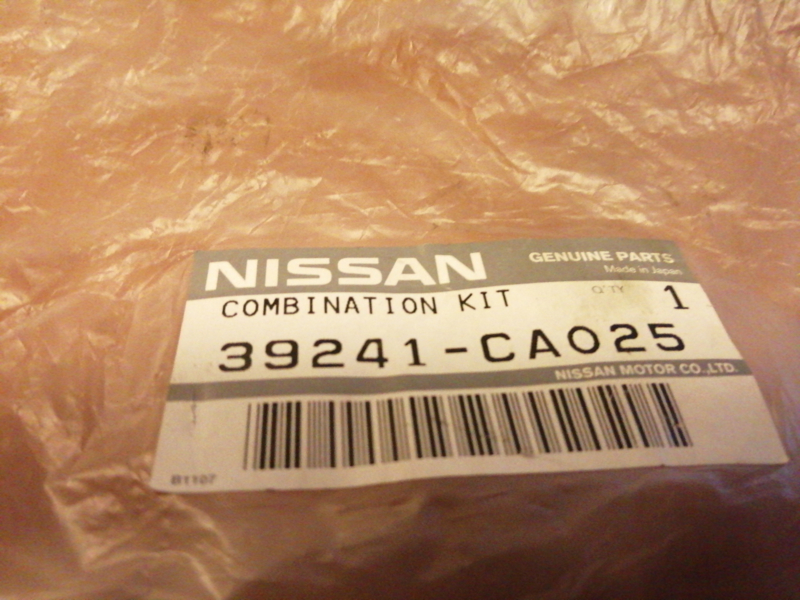 NISSAN
GENUINE PARTS
Made in Japan
COMBINATION KIT
Q'TY 1
39241-CA025
NISSAN MOTOR CO.,LTD.
B1107